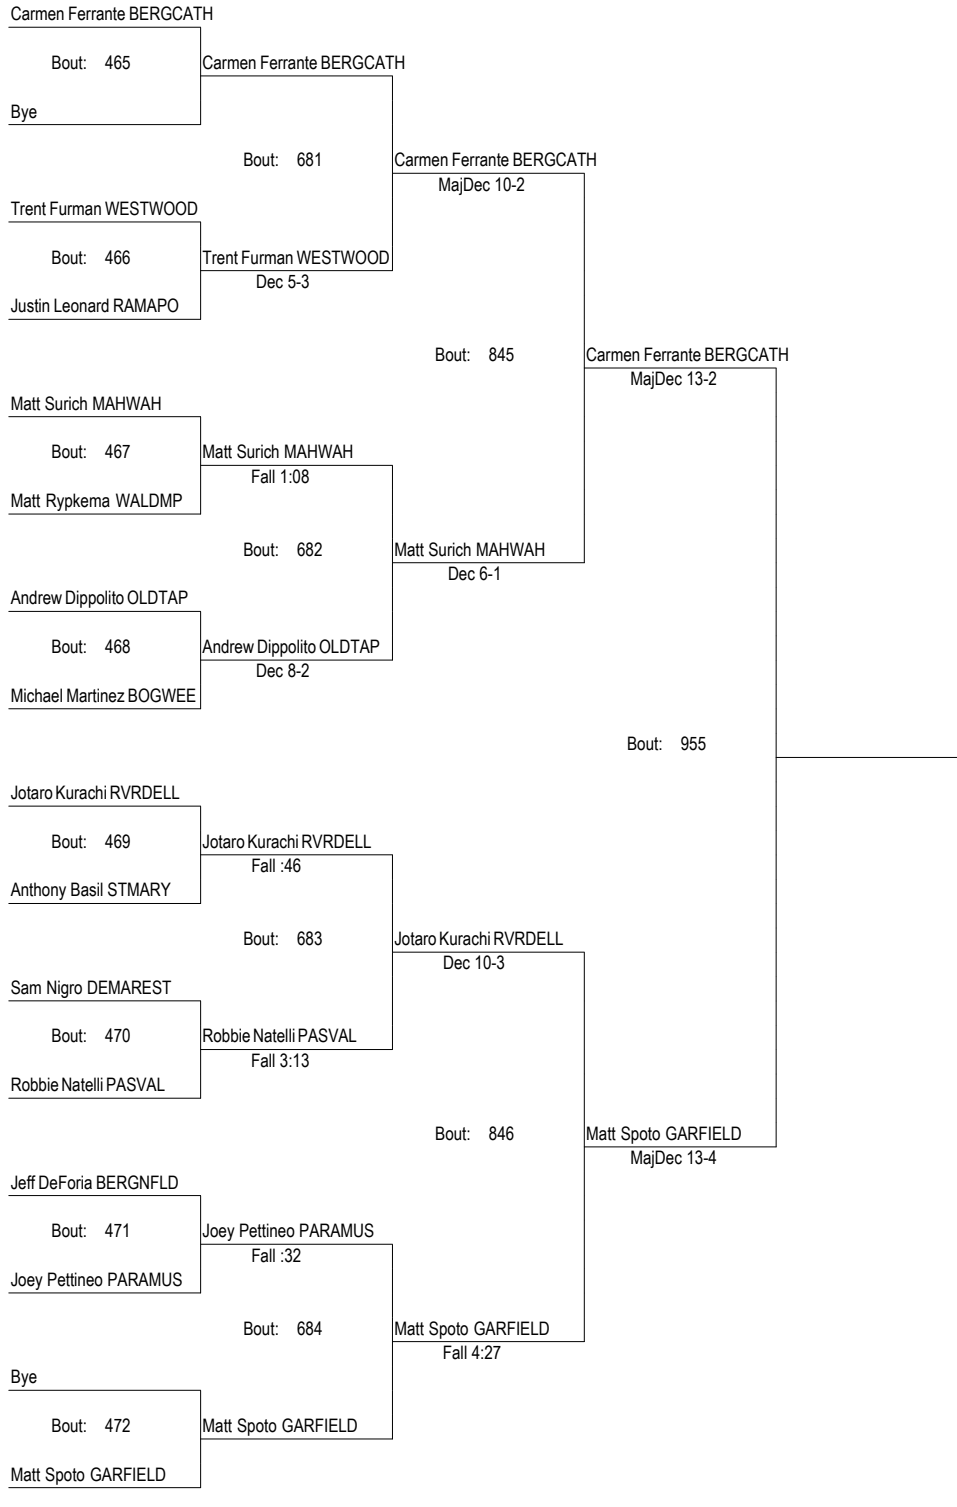 Carmen Ferrante BERGCATH
Bout: 465
Carmen Ferrante BERGCATH
Bye
Bout: 681
Carmen Ferrante BERGCATH
MajDec 10-2
Trent Furman WESTWOOD
Bout: 466
Trent Furman WESTWOOD
Dec 5-3
Justin Leonard RAMAPO
Bout: 845
Carmen Ferrante BERGCATH
MajDec 13-2
Matt Surich MAHWAH
Bout: 467
Matt Surich MAHWAH
Fall 1:08
Matt Rypkema WALDMP
Bout: 682
Matt Surich MAHWAH
Dec 6-1
Andrew Dippolito OLDTAP
Bout: 468
Andrew Dippolito OLDTAP
Dec 8-2
Michael Martinez BOGWEE
Bout: 955
Jotaro Kurachi RVRDELL
Bout: 469
Jotaro Kurachi RVRDELL
Fall :46
Anthony Basil STMARY
Bout: 683
Jotaro Kurachi RVRDELL
Dec 10-3
Sam Nigro DEMAREST
Bout: 470
Robbie Natelli PASVAL
Fall 3:13
Robbie Natelli PASVAL
Bout: 846
Matt Spoto GARFIELD
MajDec 13-4
Jeff DeForia BERGNFLD
Bout: 471
Joey Pettineo PARAMUS
Fall :32
Joey Pettineo PARAMUS
Bout: 684
Matt Spoto GARFIELD
Fall 4:27
Bye
Bout: 472
Matt Spoto GARFIELD
Matt Spoto GARFIELD